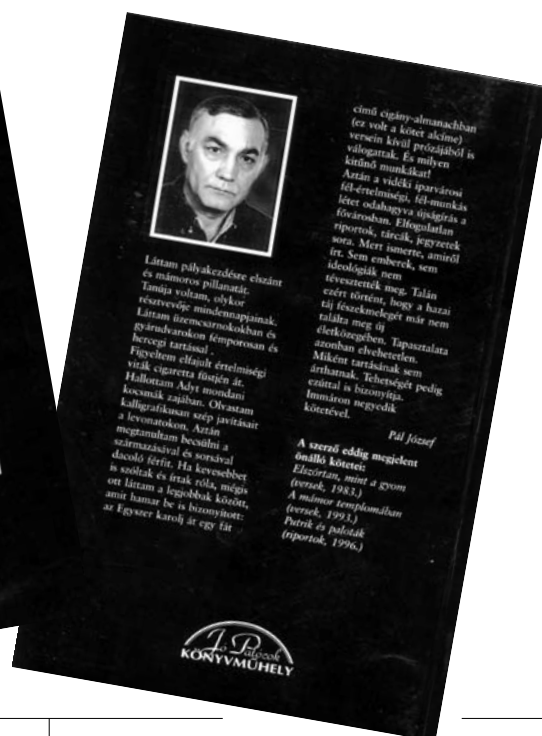 Láttam pályakezdésre elszánt
és mámoros pillanatát.
Tanúja voltam, olykor
résztvevője mindennapjainak.
Láttam üzemcsarnokokban és
gyárudvarokon fémporosan és
hercegi tartással .
Figyeltem elfajult értelmiségi
viták cigaretta füstjén át.
Hallottam Adyt mondani
kocsmák zajában. Olvastam
kalligrafikusan szép javításait
a levonatokon. Aztán
megtanultam becsülni a
származásával és sorsával
dacoló férfit. Ha kevesebbet
is szóltak és írtak róla, mégis
ott láttam a legjobbak között,
amit hamar be is bizonyított:
az Egyszer karolj át egy fát
című cigány-almanachban
(ez volt a kötet alcíme)
versein kívül prózájából is
válogattak. És milyen
kitűnő munkákat!
Aztán a vidéki iparvárosi
fél-értelmiségi, fél-munkás
létet odahagyva újságírás a
fővárosban. Elfogulatlan
riportok, tárcák, jegyzetek
sora. Mert ismerte, amiről
írt. Sem emberek, sem
ideológiák nem
tévesztették meg. Talán
ezért történt, hogy a hazai
táj fészekmelegét már nem
találta meg új
életközegében. Tapasztalata
azonban elvehetetlen.
Miként tartásának sem
árthatnak. Tehetségét pedig
ezúttal is bizonyítja.
Immáron negyedik
kötetével.
Pál József
A szerző eddig megjelent
önálló kötetei:
Elszórtan, mint a gyom
(versek, 1983.)
A mámor templomában
(versek, 1993.)
Putrik és paloták
(riportok, 1996.)
Jó Palócok
KÖNYVMŰHELY